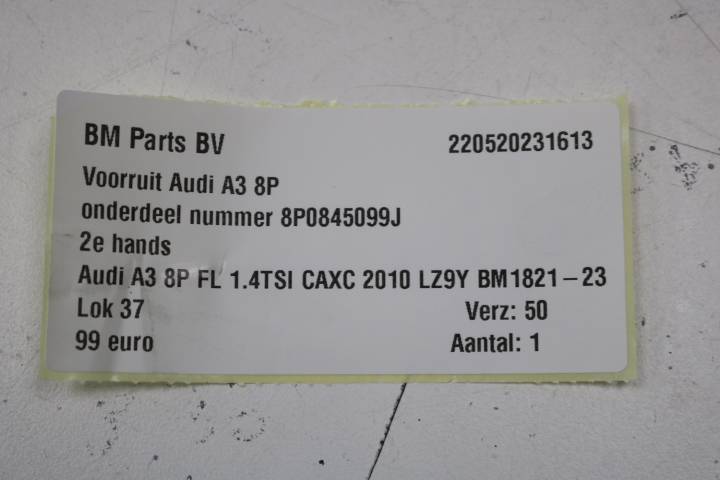 BM Parts BV 220520231613
Voorruit Audi A3 8P
onderdeel nummer 8P0845099J
2e hands
Audi A3 8P FL 1.4TSI CAXC 2010 LZ9Y BM1821-23
Lok 37 Verz: 50
99 euro Aantal: 1